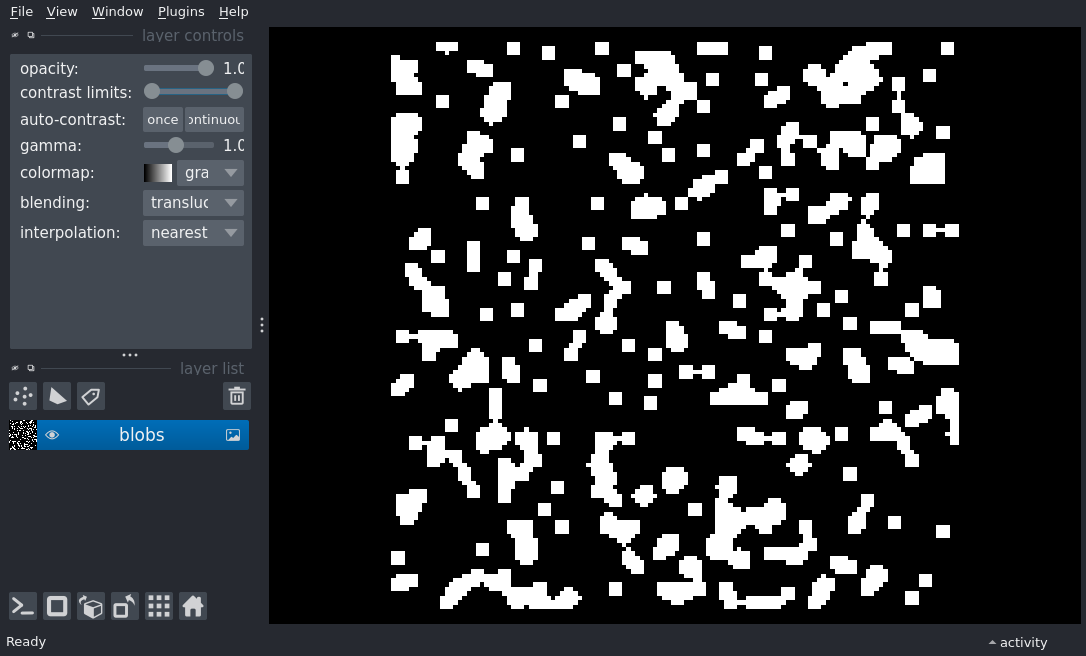 File View Window Plugins Help
layer controls
opacity: 1.0
contrast limits:
auto-contrast: once ontinuou
gamma: 1.0
colormap: gra
blending: transluc
interpolation: nearest
layer list
blobs
Ready
activity